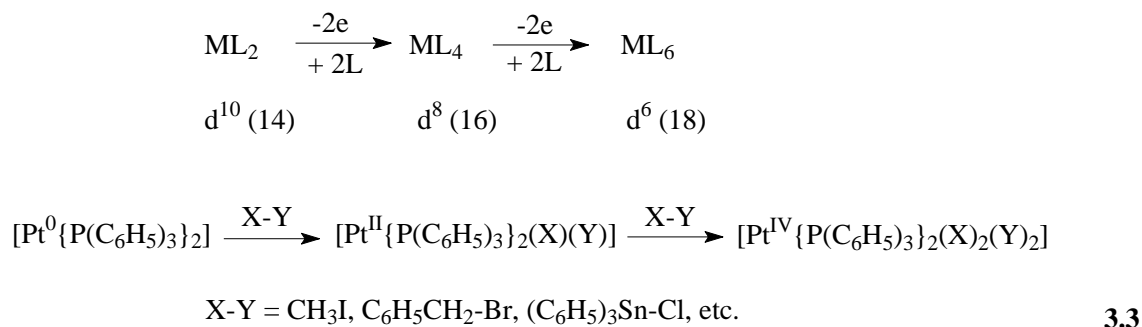 -2e -2e
ML₂ ML₄ ML₆
+ 2L + 2L
d¹⁰ (14) d⁸ (16) d⁶ (18)
X-Y X-Y
[Pt⁰{P(C₆H₅)₃}₂] [Ptᴵᴵ{P(C₆H₅)₃}₂(X)(Y)] [Ptᴵⱽ{P(C₆H₅)₃}₂(X)₂(Y)₂]
X-Y = CH₃I, C₆H₅CH₂-Br, (C₆H₅)₃Sn-Cl, etc.
3.3